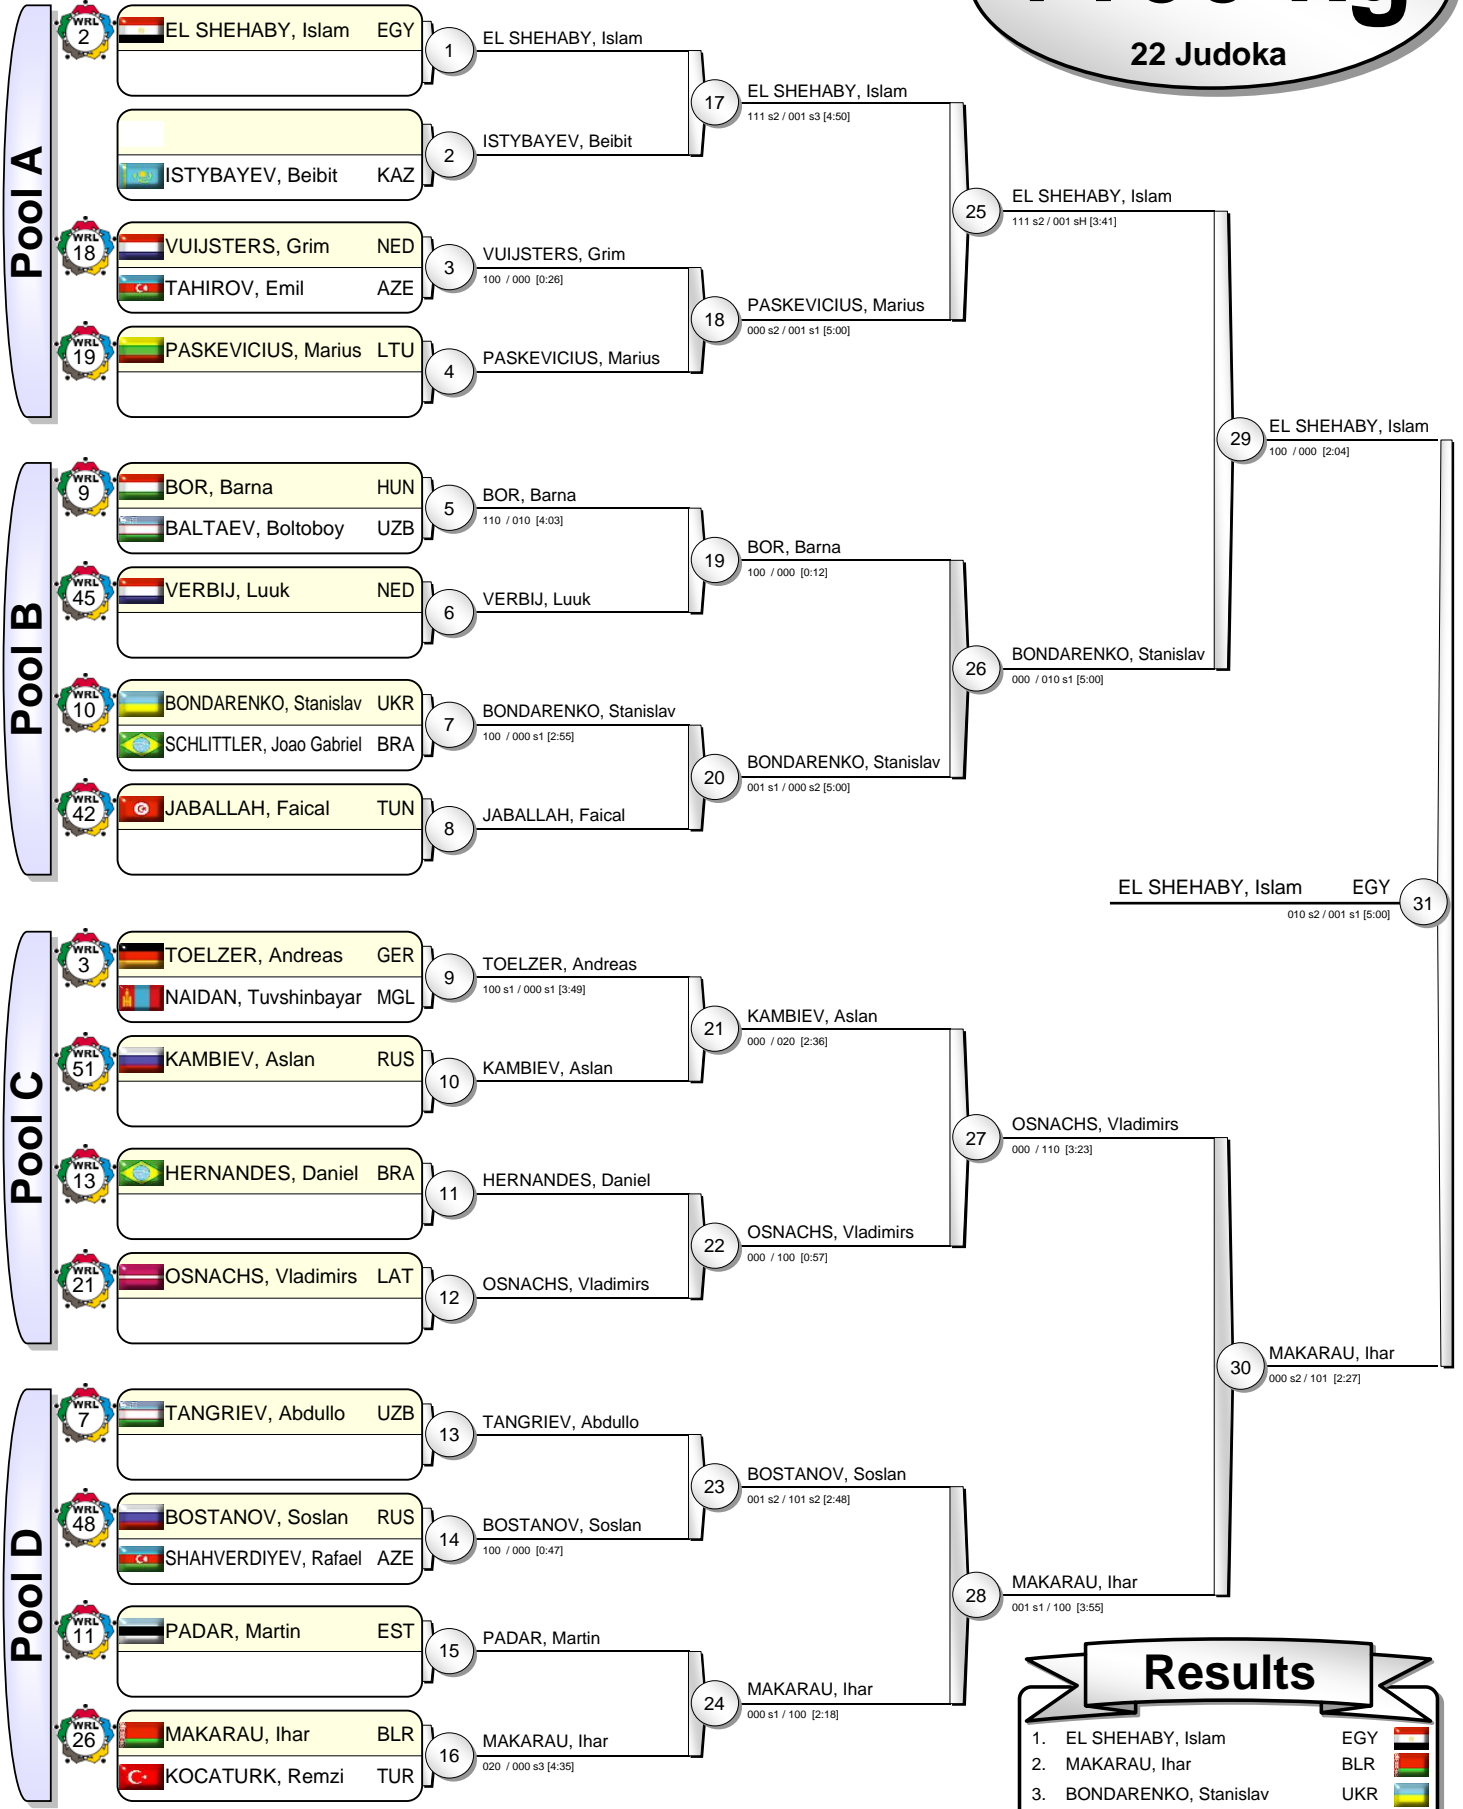 22 Judoka
Pool A
WRL 2 EL SHEHABY, Islam EGY
ISTYBAYEV, Beibit KAZ
WRL 18 VUIJSTERS, Grim NED
TAHIROV, Emil AZE
WRL 19 PASKEVICIUS, Marius LTU
1 EL SHEHABY, Islam
2 ISTYBAYEV, Beibit
3 VUIJSTERS, Grim
100 / 000 [0:26]
4 PASKEVICIUS, Marius
17 EL SHEHABY, Islam
111 s2 / 001 s3 [4:50]
18 PASKEVICIUS, Marius
000 s2 / 001 s1 [5:00]
25 EL SHEHABY, Islam
111 s2 / 001 sH [3:41]
Pool B
WRL 9 BOR, Barna HUN
BALTAEV, Boltoboy UZB
WRL 45 VERBIJ, Luuk NED
WRL 10 BONDARENKO, Stanislav UKR
SCHLITTLER, Joao Gabriel BRA
WRL 42 JABALLAH, Faical TUN
5 BOR, Barna
110 / 010 [4:03]
6 VERBIJ, Luuk
7 BONDARENKO, Stanislav
100 / 000 s1 [2:55]
8 JABALLAH, Faical
19 BOR, Barna
100 / 000 [0:12]
20 BONDARENKO, Stanislav
001 s1 / 000 s2 [5:00]
26 BONDARENKO, Stanislav
000 / 010 s1 [5:00]
29 EL SHEHABY, Islam
100 / 000 [2:04]
EL SHEHABY, Islam EGY 31
010 s2 / 001 s1 [5:00]
Pool C
WRL 3 TOELZER, Andreas GER
NAIDAN, Tuvshinbayar MGL
WRL 51 KAMBIEV, Aslan RUS
WRL 13 HERNANDES, Daniel BRA
WRL 21 OSNACHS, Vladimirs LAT
9 TOELZER, Andreas
100 s1 / 000 s1 [3:49]
10 KAMBIEV, Aslan
11 HERNANDES, Daniel
12 OSNACHS, Vladimirs
21 KAMBIEV, Aslan
000 / 020 [2:36]
22 OSNACHS, Vladimirs
000 / 100 [0:57]
27 OSNACHS, Vladimirs
000 / 110 [3:23]
Pool D
WRL 7 TANGRIEV, Abdullo UZB
WRL 48 BOSTANOV, Soslan RUS
SHAHVERDIYEV, Rafael AZE
WRL 11 PADAR, Martin EST
WRL 26 MAKARAU, Ihar BLR
KOCATURK, Remzi TUR
13 TANGRIEV, Abdullo
14 BOSTANOV, Soslan
100 / 000 [0:47]
15 PADAR, Martin
16 MAKARAU, Ihar
020 / 000 s3 [4:35]
23 BOSTANOV, Soslan
001 s2 / 101 s2 [2:48]
24 MAKARAU, Ihar
000 s1 / 100 [2:18]
28 MAKARAU, Ihar
001 s1 / 100 [3:55]
30 MAKARAU, Ihar
000 s2 / 101 [2:27]
Results
1. EL SHEHABY, Islam EGY
2. MAKARAU, Ihar BLR
3. BONDARENKO, Stanislav UKR